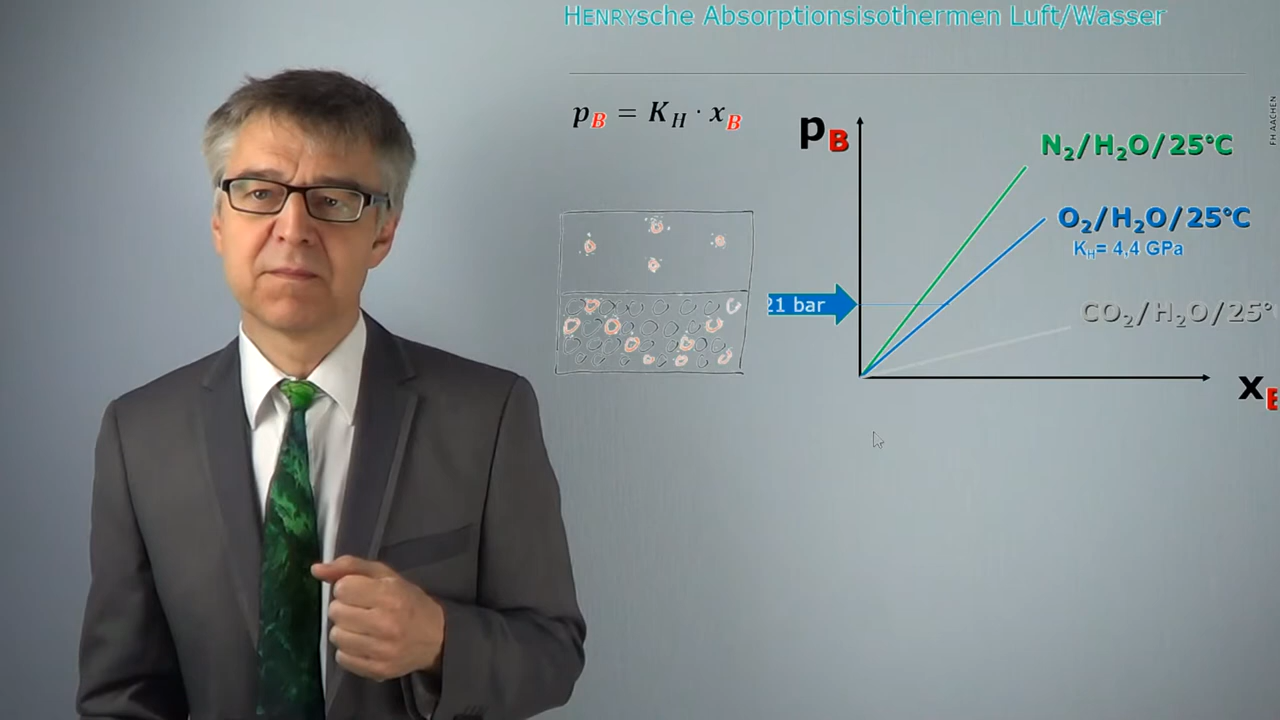 HENRYsche Absorptionsisothermen Luft/Wasser
p_B = K_H · x_B
p_B
N₂/H₂O/25°C
O₂/H₂O/25°C
K_H= 4,4 GPa
21 bar
CO₂/H₂O/25°
x_B
FH AACHEN